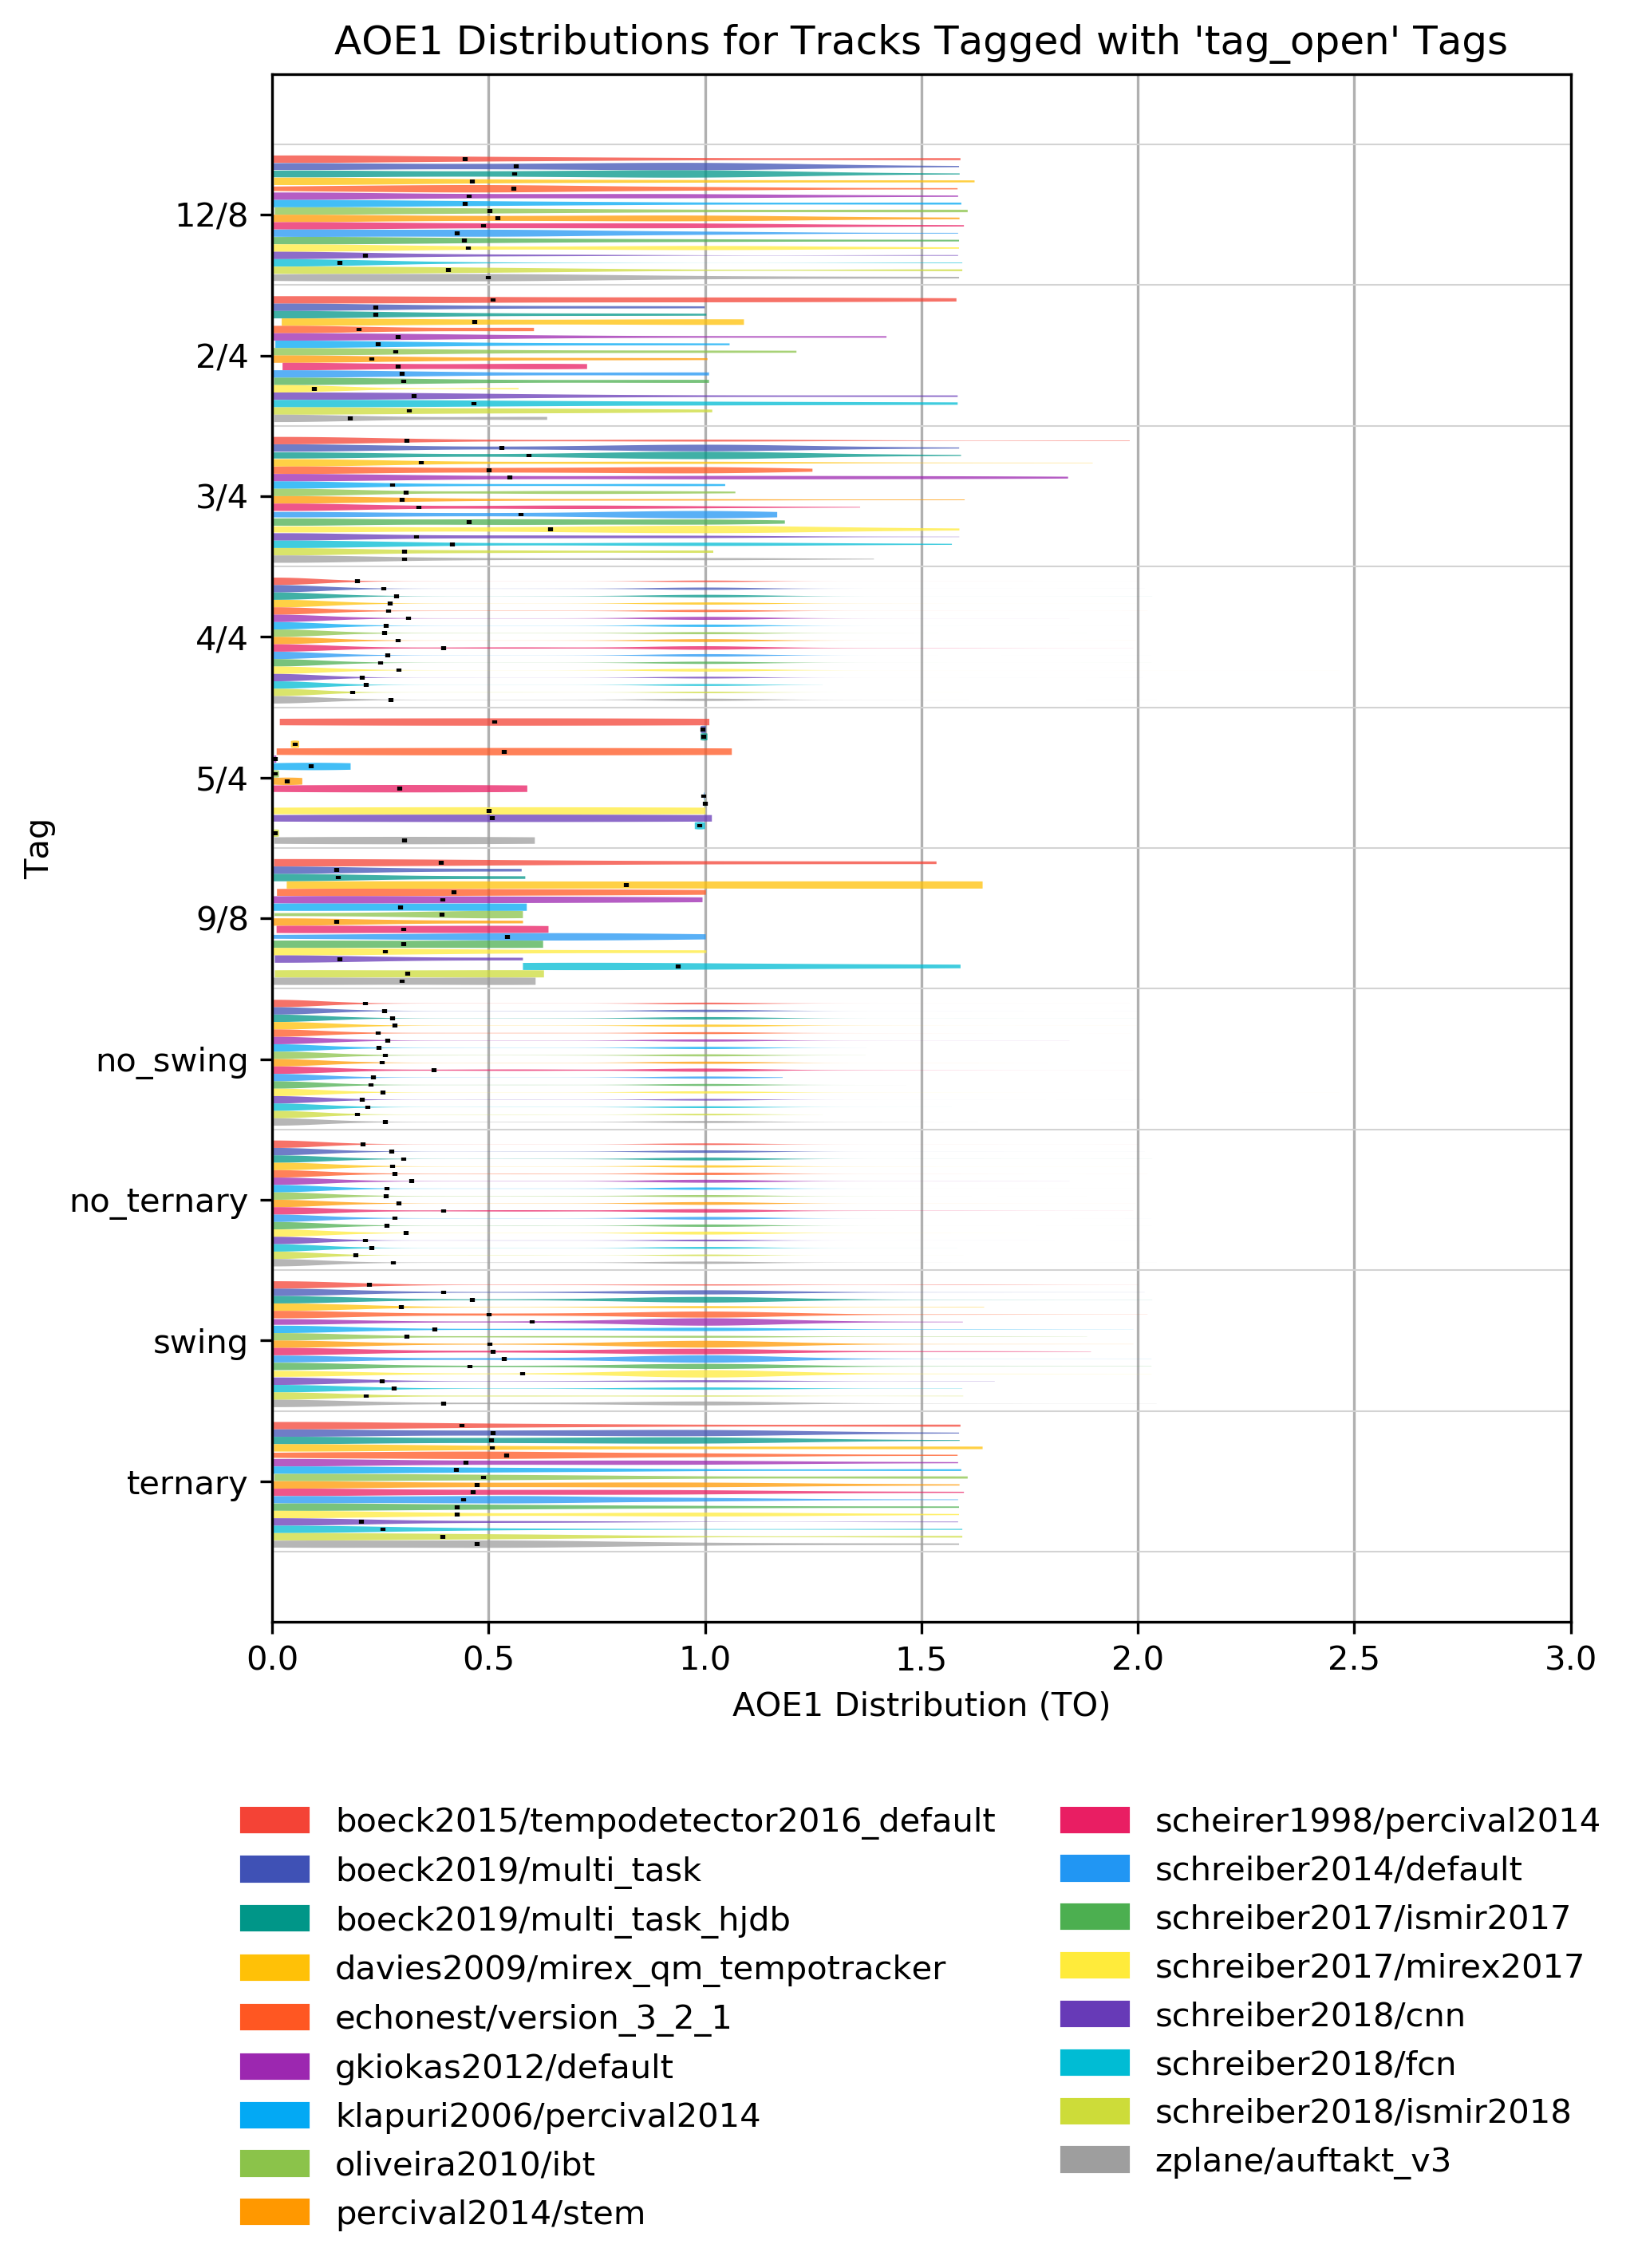 AOE1 Distributions for Tracks Tagged with 'tag_open' Tags
12/8
2/4
3/4
4/4
5/4
9/8
no_swing
no_ternary
swing
ternary
Tag
0.0 0.5 1.0 1.5 2.0 2.5 3.0
AOE1 Distribution (TO)
boeck2015/tempodetector2016_default
boeck2019/multi_task
boeck2019/multi_task_hjdb
davies2009/mirex_qm_tempotracker
echonest/version_3_2_1
gkiokas2012/default
klapuri2006/percival2014
oliveira2010/ibt
percival2014/stem
scheirer1998/percival2014
schreiber2014/default
schreiber2017/ismir2017
schreiber2017/mirex2017
schreiber2018/cnn
schreiber2018/fcn
schreiber2018/ismir2018
zplane/auftakt_v3